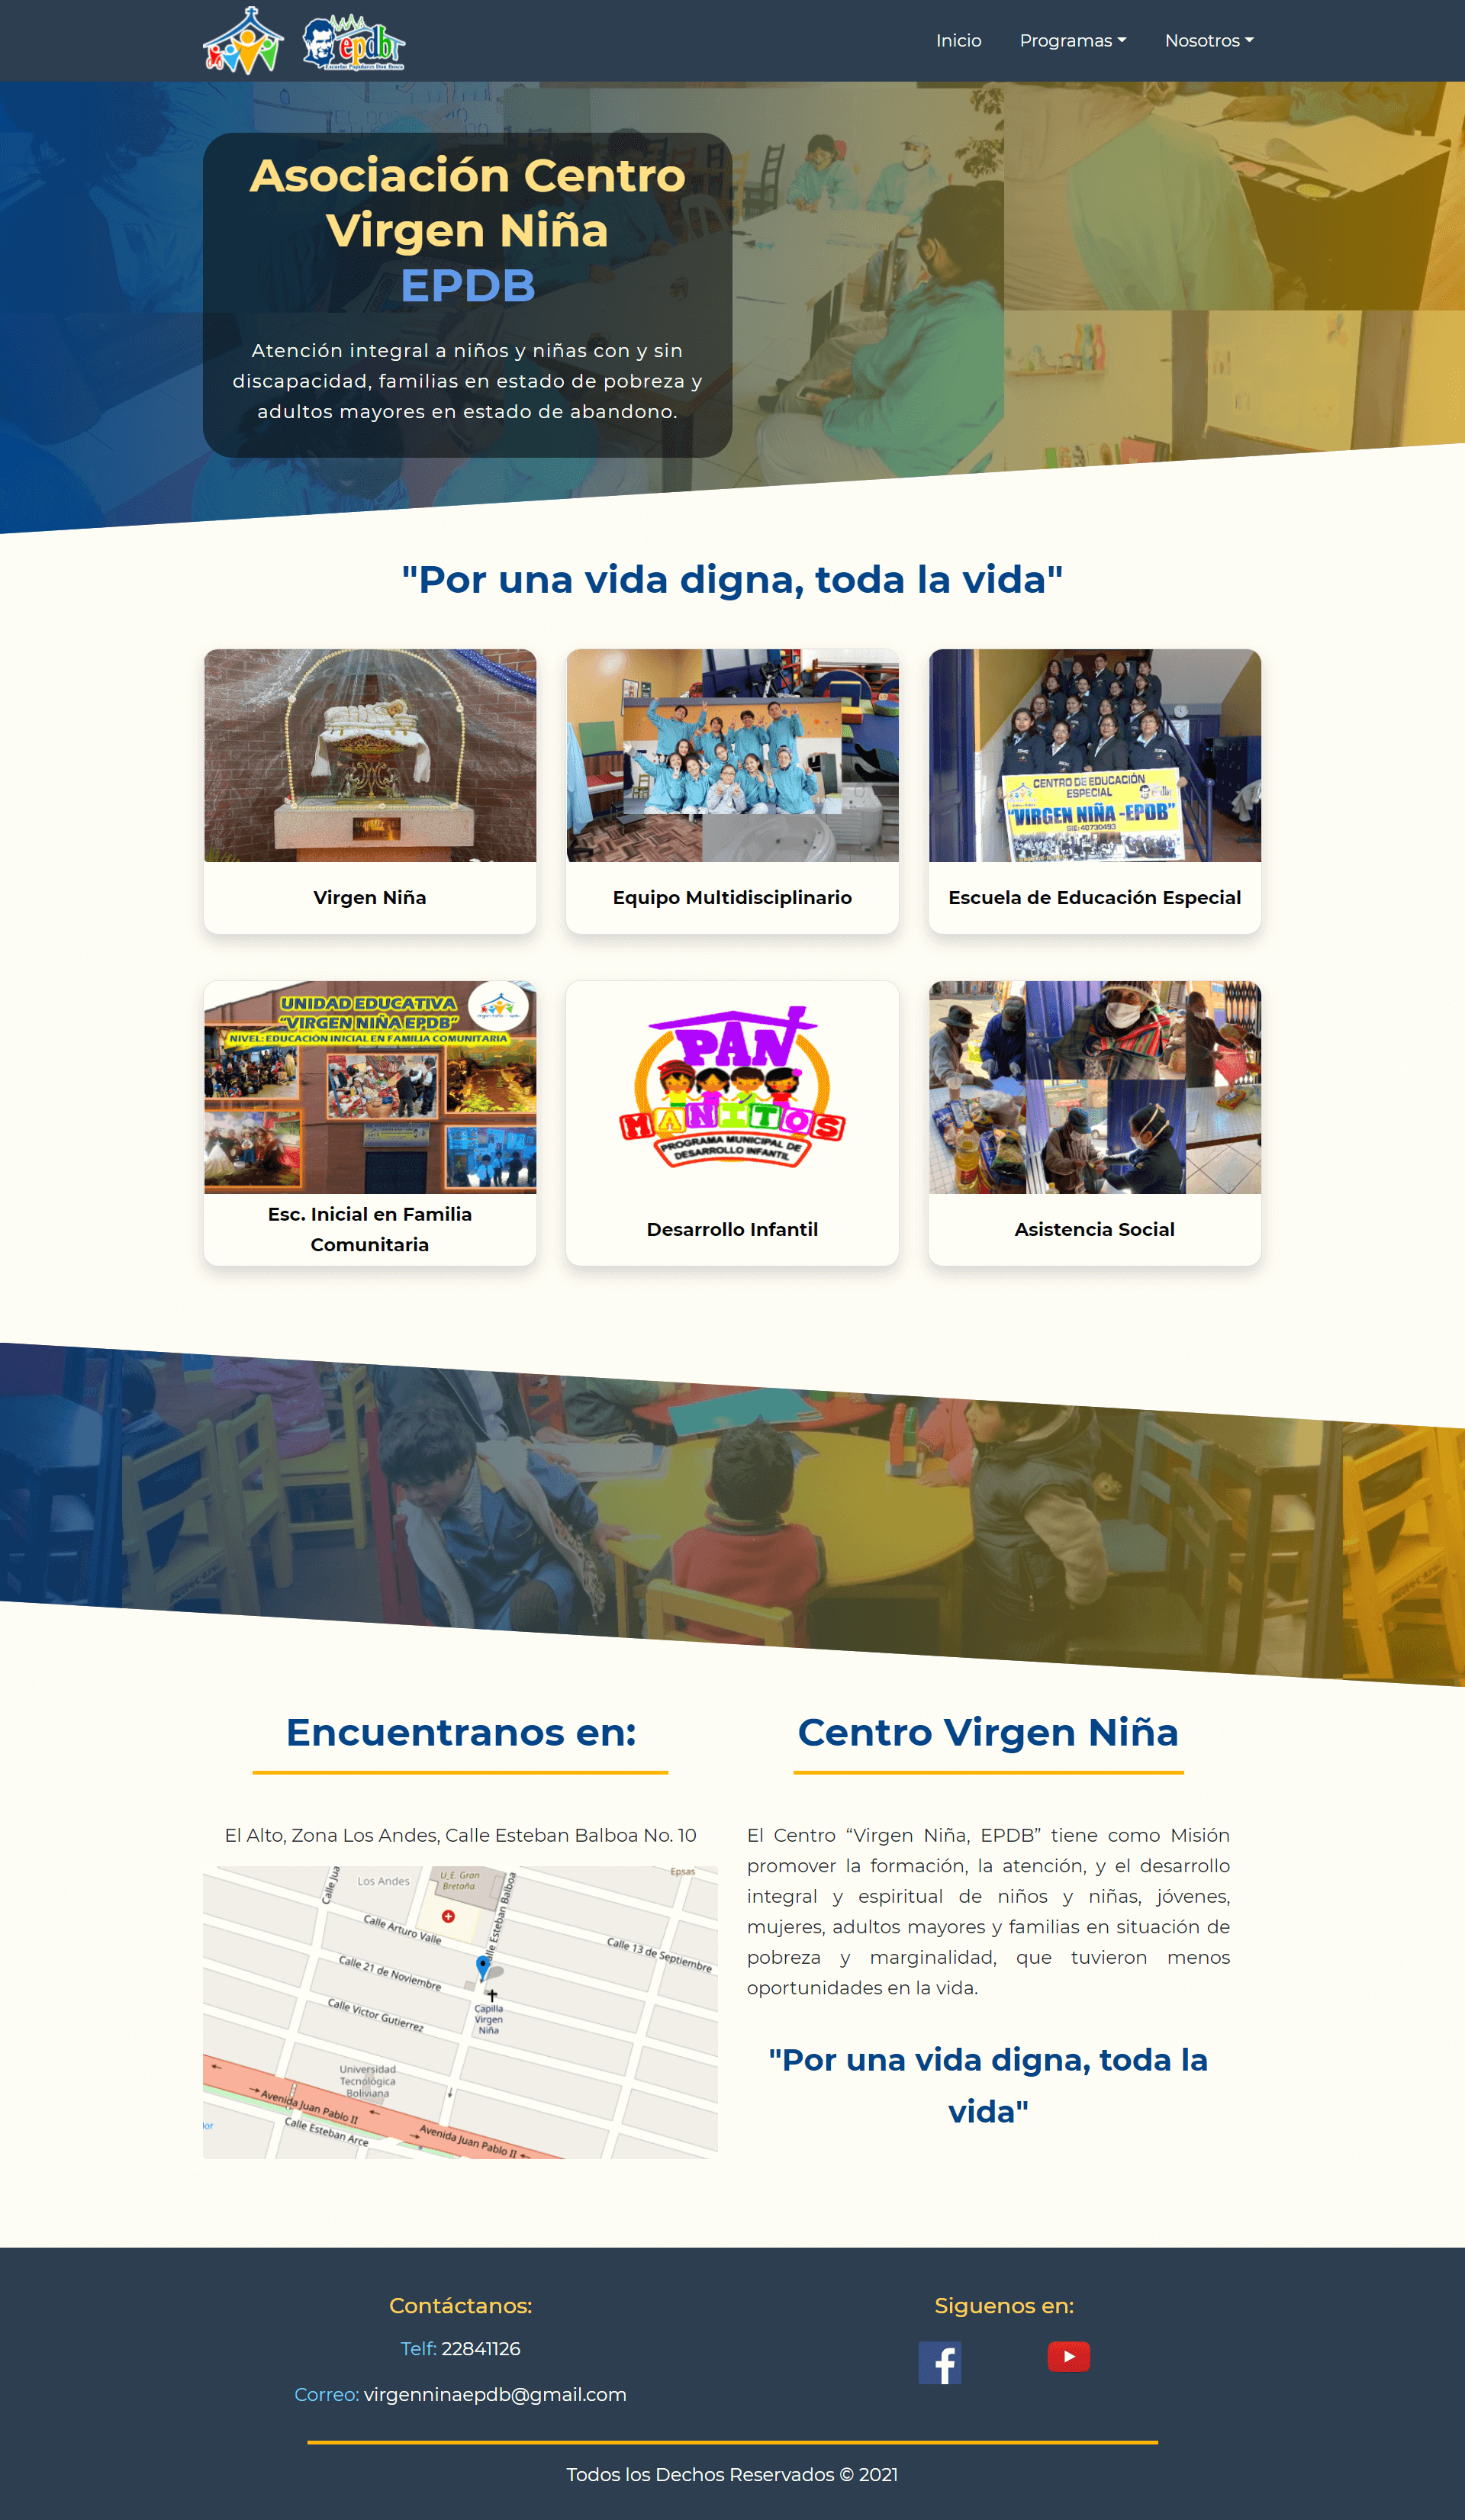 epdb
Escuelas Populares Don Bosco
Inicio
Programas
Nosotros
Asociación Centro
Virgen Niña
EPDB
Atención integral a niños y niñas con y sin
discapacidad, familias en estado de pobreza y
adultos mayores en estado de abandono.
"Por una vida digna, toda la vida"
CENTRO DE EDUCACIÓN
ESPECIAL
"VIRGEN NIÑA -EPDB"
SIE: 40730493
Virgen Niña
Equipo Multidisciplinario
Escuela de Educación Especial
UNIDAD EDUCATIVA
"VIRGEN NIÑA EPDB"
NIVEL: EDUCACIÓN INICIAL EN FAMILIA COMUNITARIA
PAN
MANITOS
PROGRAMA MUNICIPAL DE
DESARROLLO INFANTIL
Esc. Inicial en Familia
Comunitaria
Desarrollo Infantil
Asistencia Social
Encuentranos en:
El Alto, Zona Los Andes, Calle Esteban Balboa No. 10
Calle Jua
Los Andes
U_E. Gran
Bretaña
Epsas
Calle Esteban Balboa
Calle Arturo Valle
Calle 13 de Septiembre
Calle 21 de Noviembre
Capilla
Virgen
Niña
Calle Victor Gutierrez
Universidad
Tecnológica
Boliviana
Avenida Juan Pablo II
Avenida Juan Pablo II
Calle Esteban Arce
Centro Virgen Niña
El Centro “Virgen Niña, EPDB” tiene como Misión
promover la formación, la atención, y el desarrollo
integral y espiritual de niños y niñas, jóvenes,
mujeres, adultos mayores y familias en situación de
pobreza y marginalidad, que tuvieron menos
oportunidades en la vida.
"Por una vida digna, toda la
vida"
Contáctanos:
Telf: 22841126
Correo: virgenninaepdb@gmail.com
Siguenos en:
Todos los Dechos Reservados © 2021